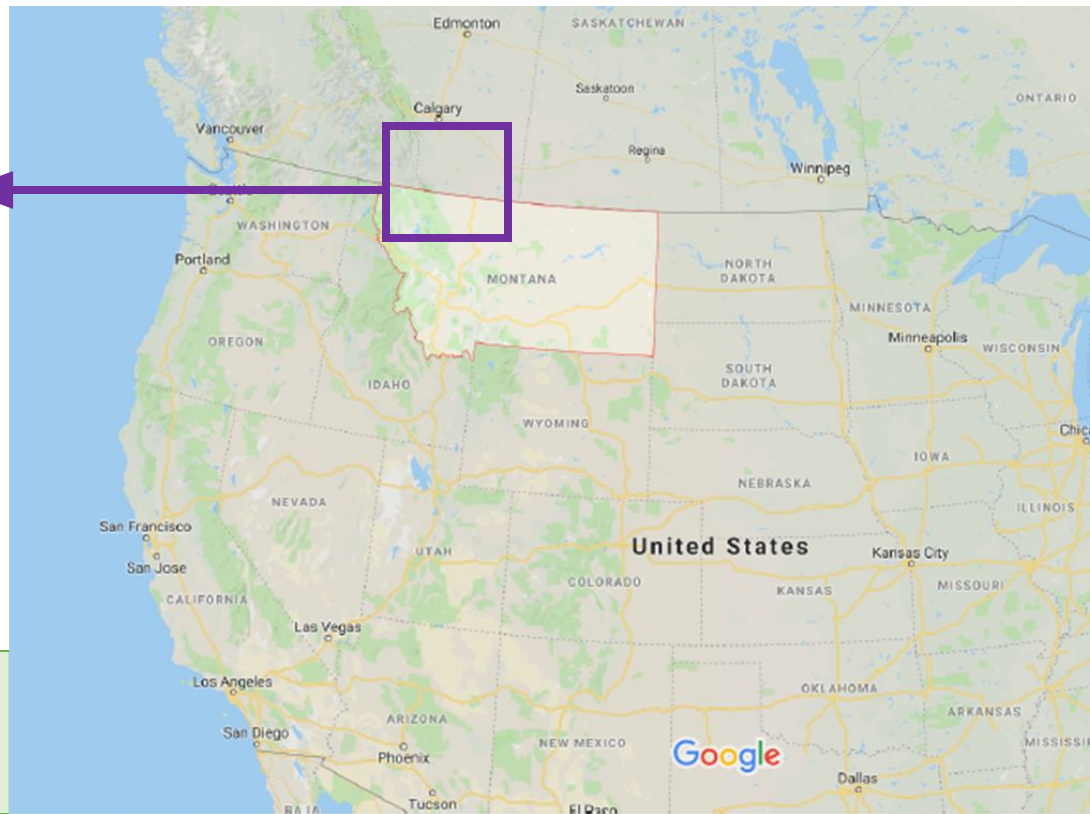 Edmonton
SASKATCHEWAN
Saskatoon
ONTARIO
Calgary
Vancouver
Regina
Winnipeg
WASHINGTON
Portland
MONTANA
NORTH
DAKOTA
MINNESOTA
Minneapolis
WISCONSIN
OREGON
SOUTH
DAKOTA
IDAHO
WYOMING
IOWA
NEBRASKA
ILLINOIS
NEVADA
San Francisco
San Jose
UTAH
United States
Kansas City
COLORADO
KANSAS
MISSOURI
CALIFORNIA
Las Vegas
Los Angeles
OKLAHOMA
ARKANSAS
San Diego
ARIZONA
NEW MEXICO
Google
MISSISSIP
Phoenix
Dallas
Tucson